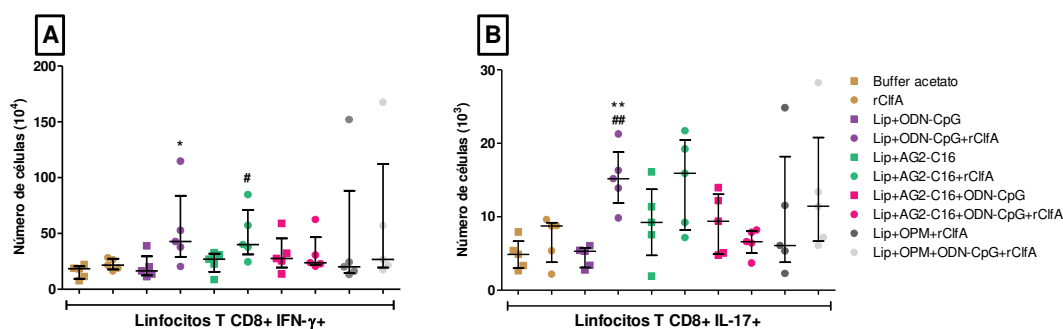 A
Número de células (10⁴)
200
150
100
50
0
*
#
Linfocitos T CD8+ IFN-γ+
B
Número de células (10³)
30
20
10
0
**
##
Linfocitos T CD8+ IL-17+
Buffer acetato
rClfA
Lip+ODN-CpG
Lip+ODN-CpG+rClfA
Lip+AG2-C16
Lip+AG2-C16+rClfA
Lip+AG2-C16+ODN-CpG
Lip+AG2-C16+ODN-CpG+rClfA
Lip+OPM+rClfA
Lip+OPM+ODN-CpG+rClfA